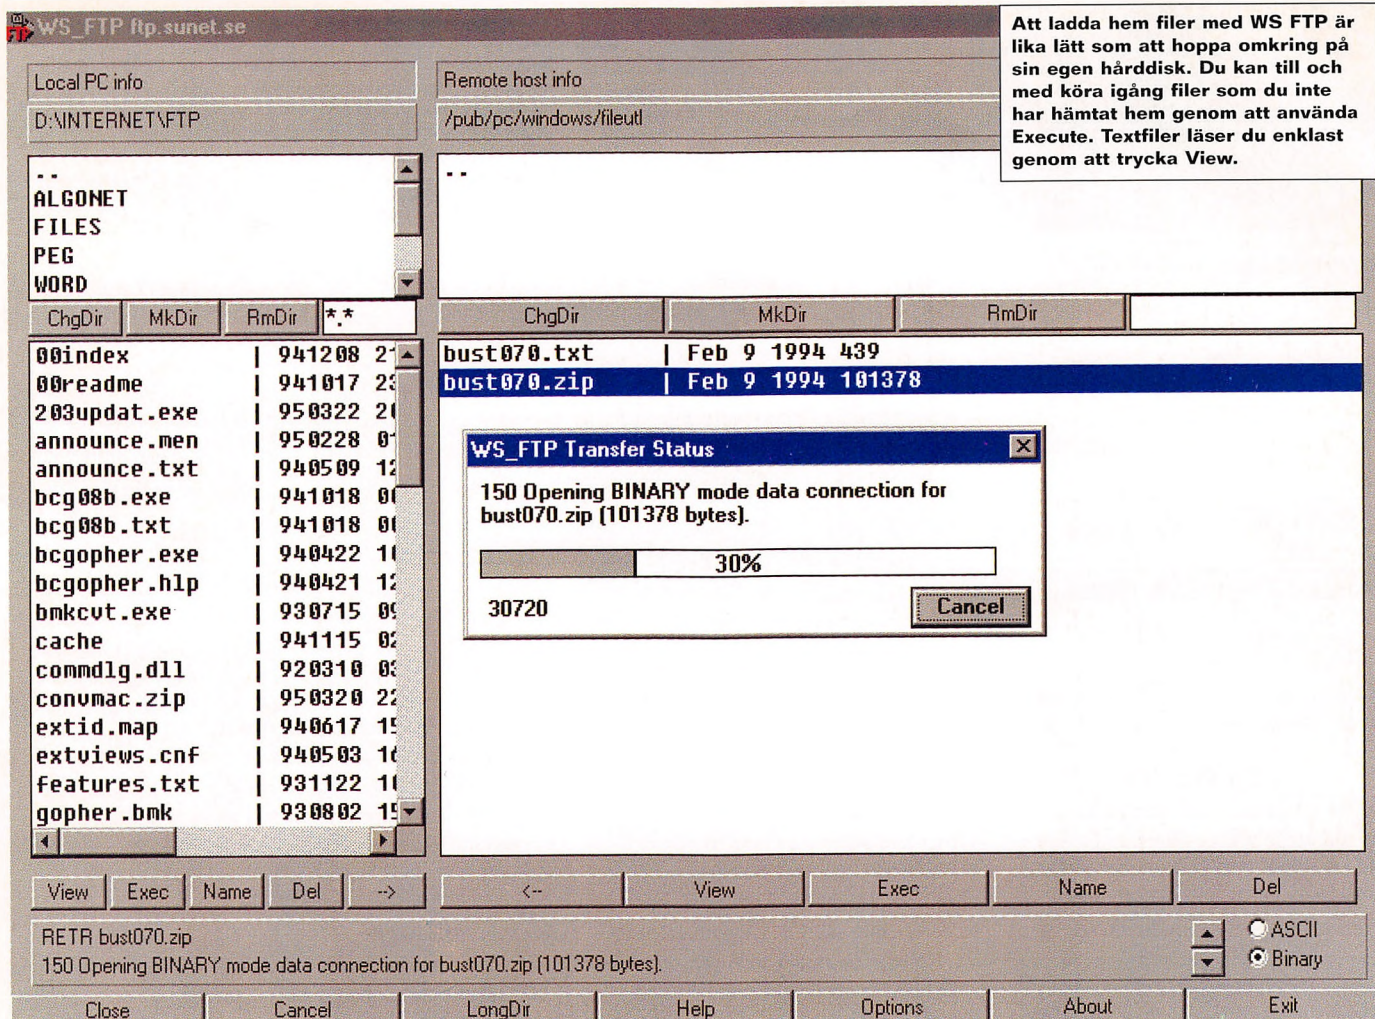 WS_FTP ftp.sunet.se
Att ladda hem filer med WS FTP är
lika lätt som att hoppa omkring på
sin egen hårddisk. Du kan till och
med köra igång filer som du inte
har hämtat hem genom att använda
Execute. Textfiler läser du enklast
genom att trycka View.
Local PC info
D:\INTERNET\FTP
..
ALGONET
FILES
PEG
WORD
ChgDir MkDir RmDir *.*
00index | 941208
00readme | 941017
203updat.exe | 950322
announce.men | 950228
announce.txt | 940509 12
bcg08b.exe | 941018
bcg08b.txt | 941018
bcgopher.exe | 940422
bcgopher.hlp | 940421 12
bmkcvt.exe | 930715
cache | 941115 02
commdlg.dll | 920310
convmac.zip | 950320 22
extid.map | 940617
extviews.cnf | 940503
features.txt | 931122
gopher.bmk | 930802
View Exec Name Del -->
Remote host info
/pub/pc/windows/fileutl
..
ChgDir MkDir RmDir
bust070.txt | Feb 9 1994 439
bust070.zip | Feb 9 1994 101378
WS_FTP Transfer Status
150 Opening BINARY mode data connection for
bust070.zip (101378 bytes).
30%
30720
Cancel
<-- View Exec Name Del
RETR bust070.zip
150 Opening BINARY mode data connection for bust070.zip (101378 bytes).
ASCII
Binary
Close Cancel LongDir Help Options About Exit